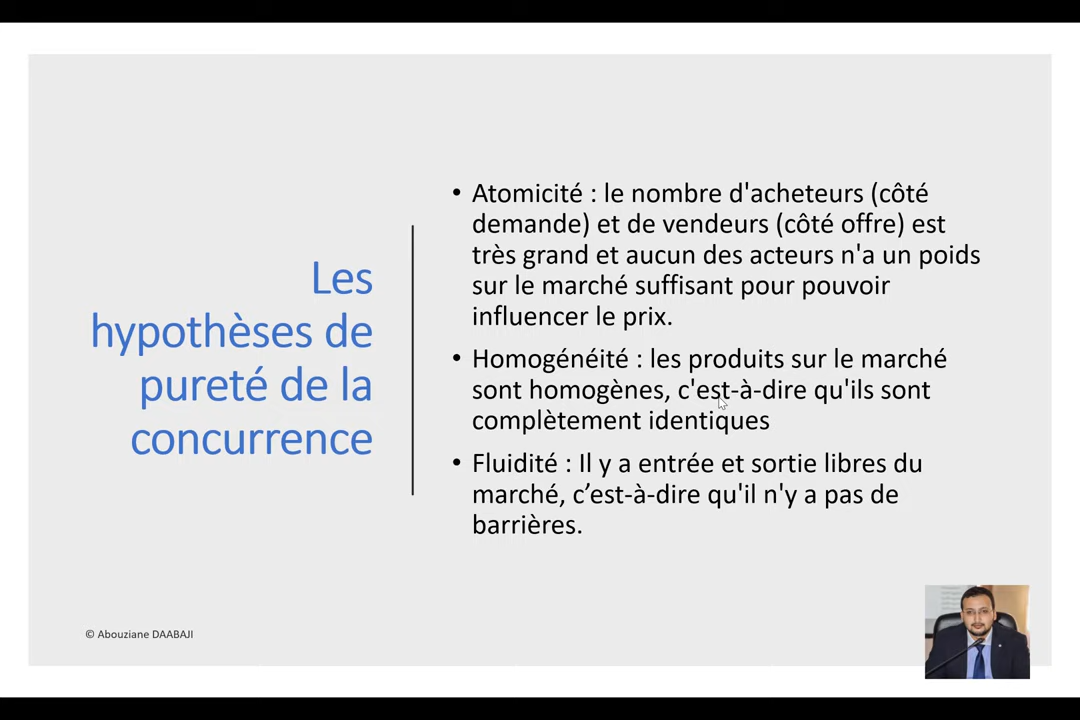 Les
hypothèses de
pureté de la
concurrence
• Atomicité : le nombre d'acheteurs (côté
demande) et de vendeurs (côté offre) est
très grand et aucun des acteurs n'a un poids
sur le marché suffisant pour pouvoir
influencer le prix.
• Homogénéité : les produits sur le marché
sont homogènes, c'est-à-dire qu'ils sont
complètement identiques
• Fluidité : Il y a entrée et sortie libres du
marché, c’est-à-dire qu'il n'y a pas de
barrières.
© Abouziane DAABAJI